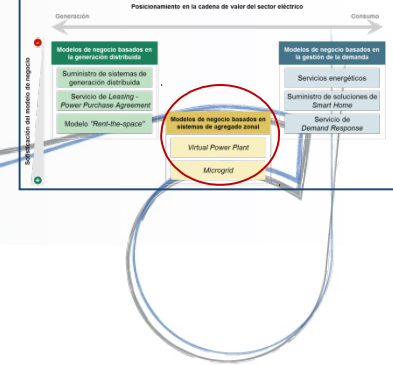 Posicionamiento en la cadena de valor del sector eléctrico
Generación
Consumo
Sofisticación del modelo de negocio
Modelos de negocio basados en
la generación distribuida
Suministro de sistemas de
generación distribuida
Servicio de Leasing -
Power Purchase Agreement
Modelo "Rent-the-space"
Modelos de negocio basados en
sistemas de agregado zonal
Virtual Power Plant
Microgrid
Modelos de negocio basados en
la gestión de la demanda
Servicios energéticos
Suministro de soluciones de
Smart Home
Servicio de
Demand Response